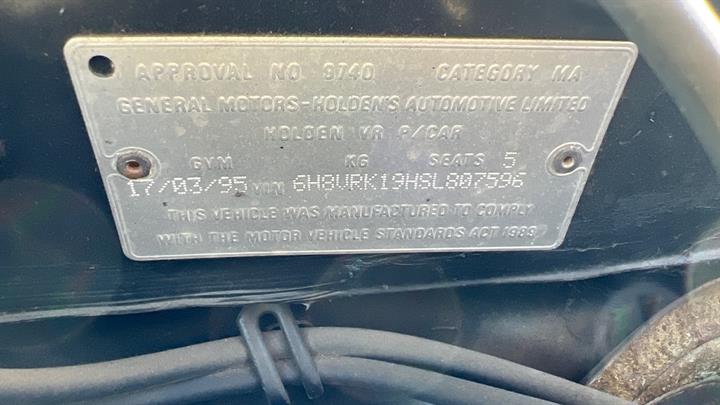 APPROVAL NO 9740 CATEGORY MA
GENERAL MOTORS-HOLDEN'S AUTOMOTIVE LIMITED
HOLDEN VR P/CAR
GVM KG SEATS 5
17/03/95 VIN 6H8VRK19HSL807596
THIS VEHICLE WAS MANUFACTURED TO COMPLY
WITH THE MOTOR VEHICLE STANDARDS ACT 1989